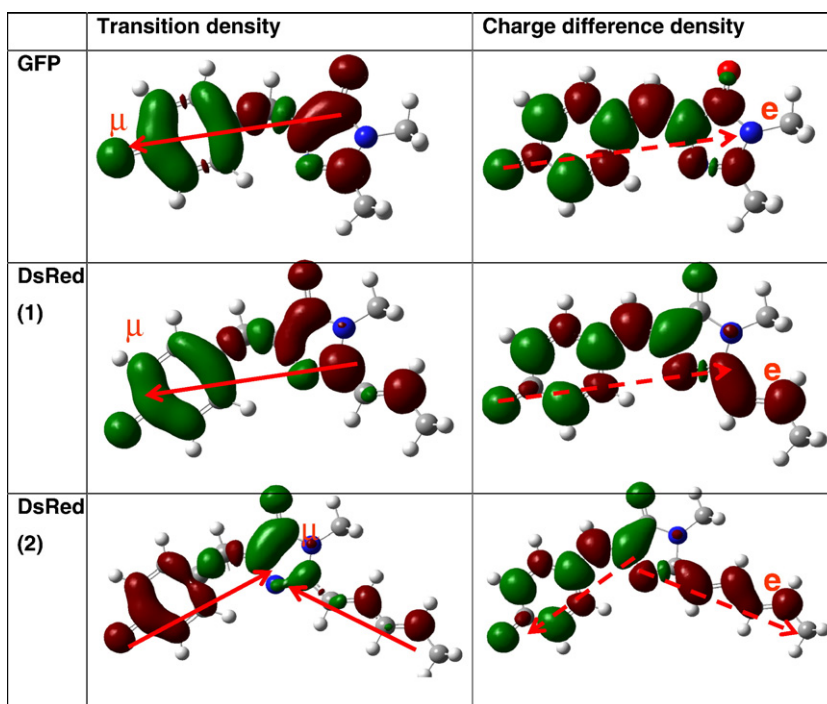 Transition density
Charge difference density
GFP
μ
e
DsRed
(1)
μ
e
DsRed
(2)
μ
e